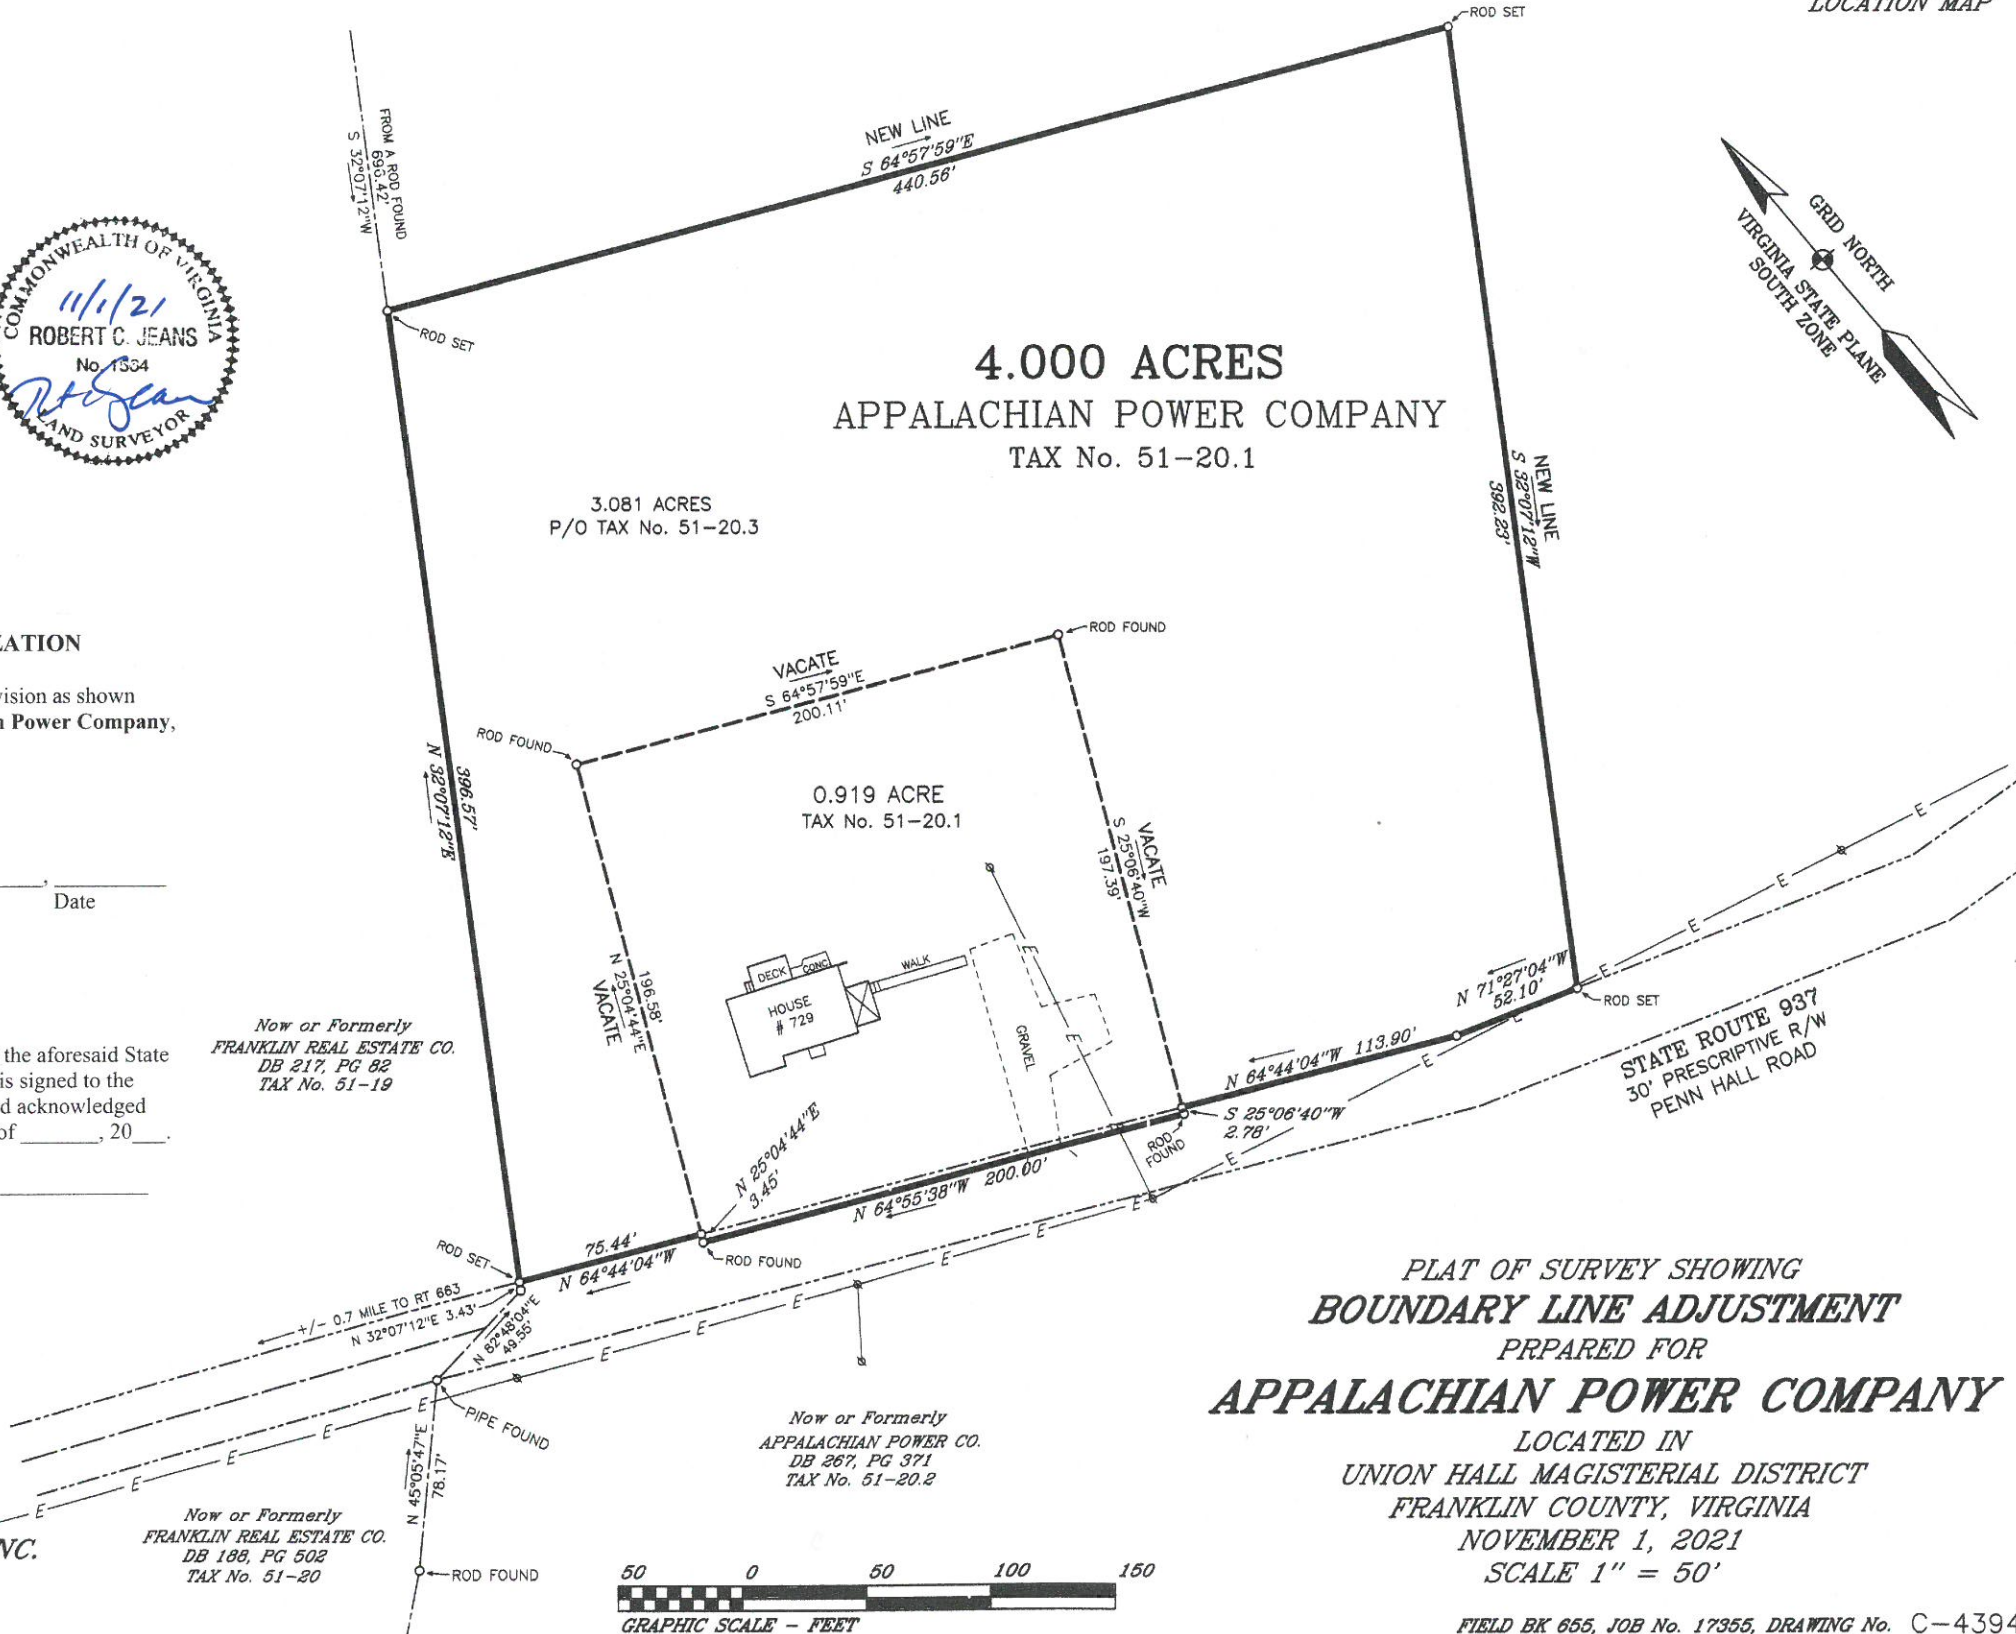 LOCATION MAP
ROD SET
FROM A ROD FOUND
S 32°07'12"W
NEW LINE
S 64°57'59"E
440.56'
GRID NORTH
VIRGINIA STATE PLANE
SOUTH ZONE
COMMONWEALTH OF VIRGINIA
11/1/21
ROBERT C. JEANS
LAND SURVEYOR
ROD SET
4.000 ACRES
APPALACHIAN POWER COMPANY
TAX No. 51-20.1
3.081 ACRES
P/O TAX No. 51-20.3
NEW LINE
S 32°07'12"W
392.23'
ZATION
vision as shown
n Power Company,
Date
ROD FOUND
VACATE
S 64°57'59"E
200.11'
ROD FOUND
396.57'
N 32°07'12"E
0.919 ACRE
TAX No. 51-20.1
VACATE
S 25°06'40"W
197.39'
196.58'
N 25°04'44"E
VACATE
DECK
CONC
HOUSE
# 729
WALK
GRAVEL
N 71°27'04"W
52.10'
ROD SET
Now or Formerly
FRANKLIN REAL ESTATE CO.
DB 217, PG 82
TAX No. 51-19
the aforesaid State
is signed to the
d acknowledged
of ______, 20___.
N 64°44'04"W 113.90'
STATE ROUTE 937
30' PRESCRIPTIVE R/W
PENN HALL ROAD
S 25°06'40"W
2.78'
ROD
FOUND
N 25°04'44"E
3.45'
N 64°55'38"W 200.00'
ROD SET
75.44'
N 64°44'04"W
ROD FOUND
+/- 0.7 MILE TO RT 663
N 32°07'12"E 3.43'
N 82°48'04"E
49.55'
E E E E E E E E E E E E E E E E E E E
PIPE FOUND
N 45°05'47"E
78.17'
Now or Formerly
APPALACHIAN POWER CO.
DB 267, PG 371
TAX No. 51-20.2
Now or Formerly
FRANKLIN REAL ESTATE CO.
DB 188, PG 502
TAX No. 51-20
NC.
ROD FOUND
PLAT OF SURVEY SHOWING
BOUNDARY LINE ADJUSTMENT
PRPARED FOR
APPALACHIAN POWER COMPANY
LOCATED IN
UNION HALL MAGISTERIAL DISTRICT
FRANKLIN COUNTY, VIRGINIA
NOVEMBER 1, 2021
SCALE 1" = 50'
50 0 50 100 150
GRAPHIC SCALE - FEET
FIELD BK 655, JOB No. 17355, DRAWING No. C-4394